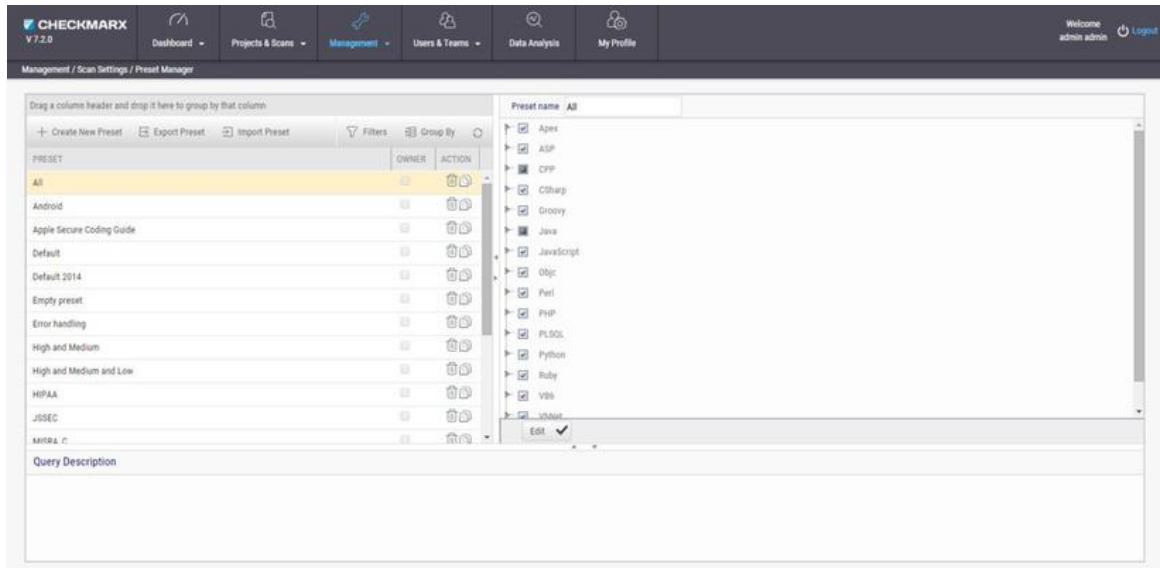 CHECKMARX
V 7.2.0
Dashboard
Projects & Scans
Management
Users & Teams
Data Analysis
My Profile
Welcome
admin admin
Logout
Management / Scan Settings / Preset Manager
Drag a column header and drop it here to group by that column
Create New Preset Export Preset Import Preset Filters Group By
PRESET OWNER ACTION
All
Android
Apple Secure Coding Guide
Default
Default 2014
Empty preset
Error handling
High and Medium
High and Medium and Low
HIPAA
JSSEC
MISRA_C
Preset name All
Apex
ASP
CPP
CSharp
Groovy
Java
JavaScript
Objc
Perl
PHP
PLSQL
Python
Ruby
VB6
VbNet
Edit
Query Description